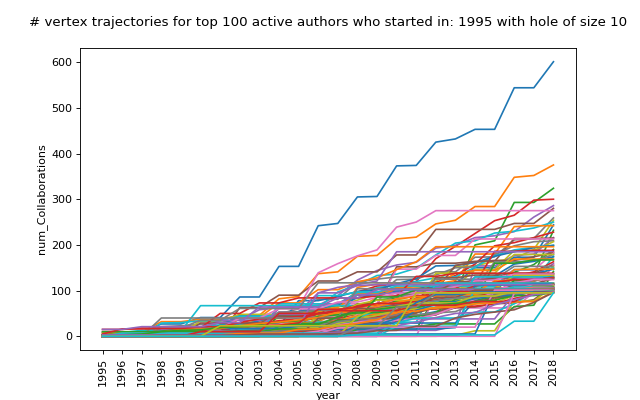 # vertex trajectories for top 100 active authors who started in: 1995 with hole of size 10
600
500
400
300
200
100
0
num_Collaborations
1995 1996 1997 1998 1999 2000 2001 2002 2003 2004 2005 2006 2007 2008 2009 2010 2011 2012 2013 2014 2015 2016 2017 2018
year